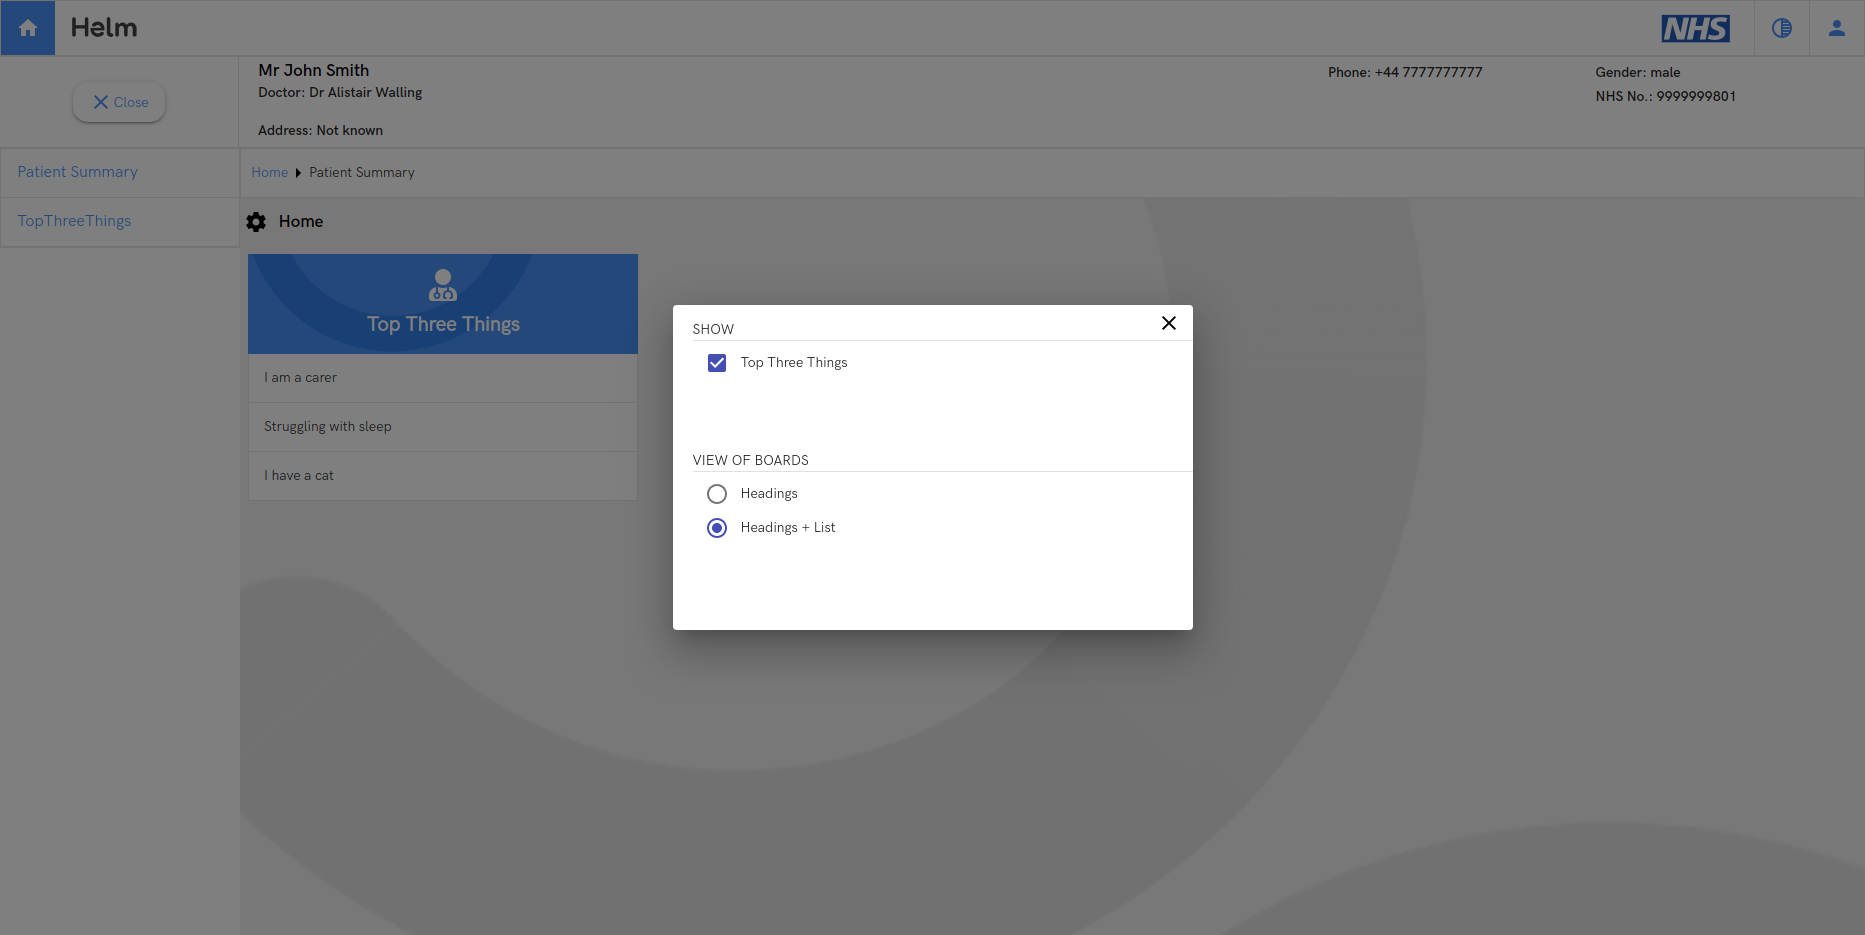 Helm
NHS
Close
Mr John Smith
Doctor: Dr Alistair Walling
Address: Not known
Phone: +44 7777777777
Gender: male
NHS No.: 9999999801
Patient Summary
TopThreeThings
Home Patient Summary
Home
Top Three Things
I am a carer
Struggling with sleep
I have a cat
SHOW
Top Three Things
VIEW OF BOARDS
Headings
Headings + List